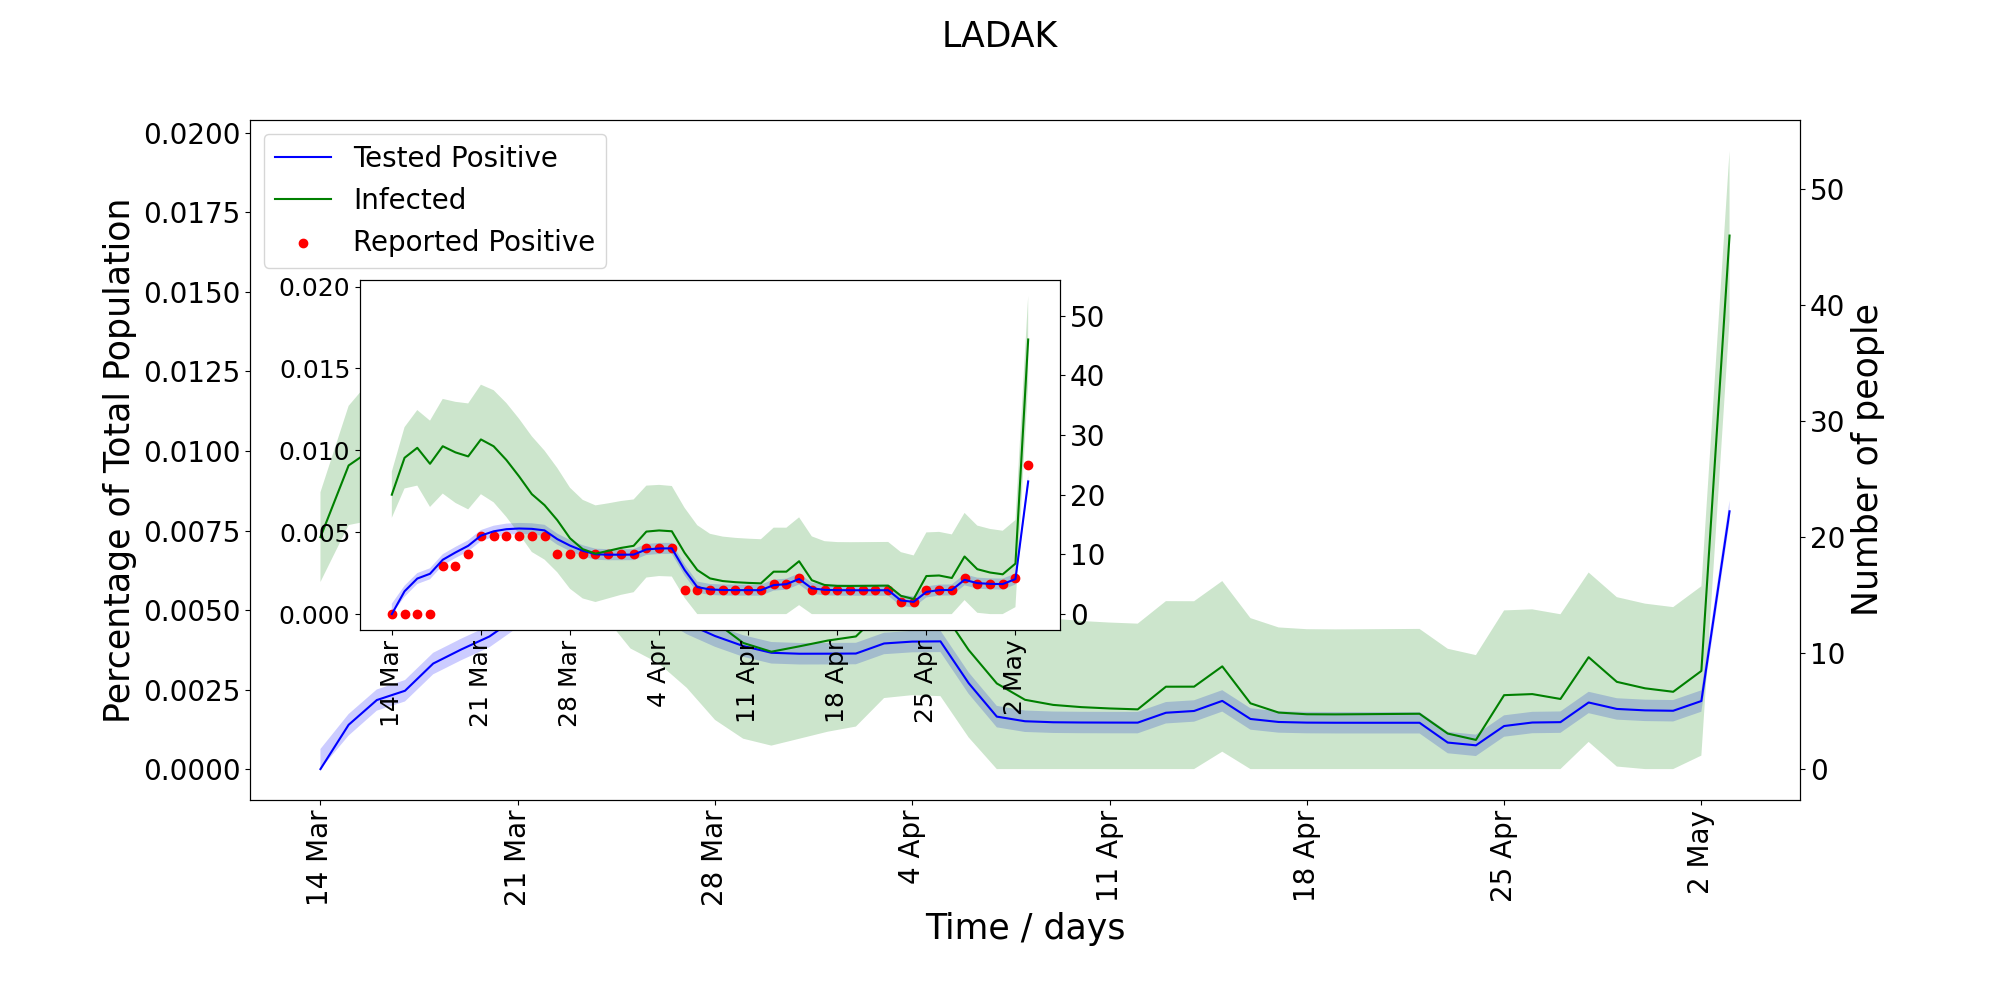 LADAK
Percentage of Total Population
0.0200
0.0175
0.0150
0.0125
0.0100
0.0075
0.0050
0.0025
0.0000
Tested Positive
Infected
Reported Positive
0.020
0.015
0.010
0.005
0.000
50
40
30
20
10
0
14 Mar
21 Mar
28 Mar
4 Apr
11 Apr
18 Apr
25 Apr
2 May
50
40
30
20
10
0
Number of people
14 Mar
21 Mar
28 Mar
4 Apr
11 Apr
18 Apr
25 Apr
2 May
Time / days